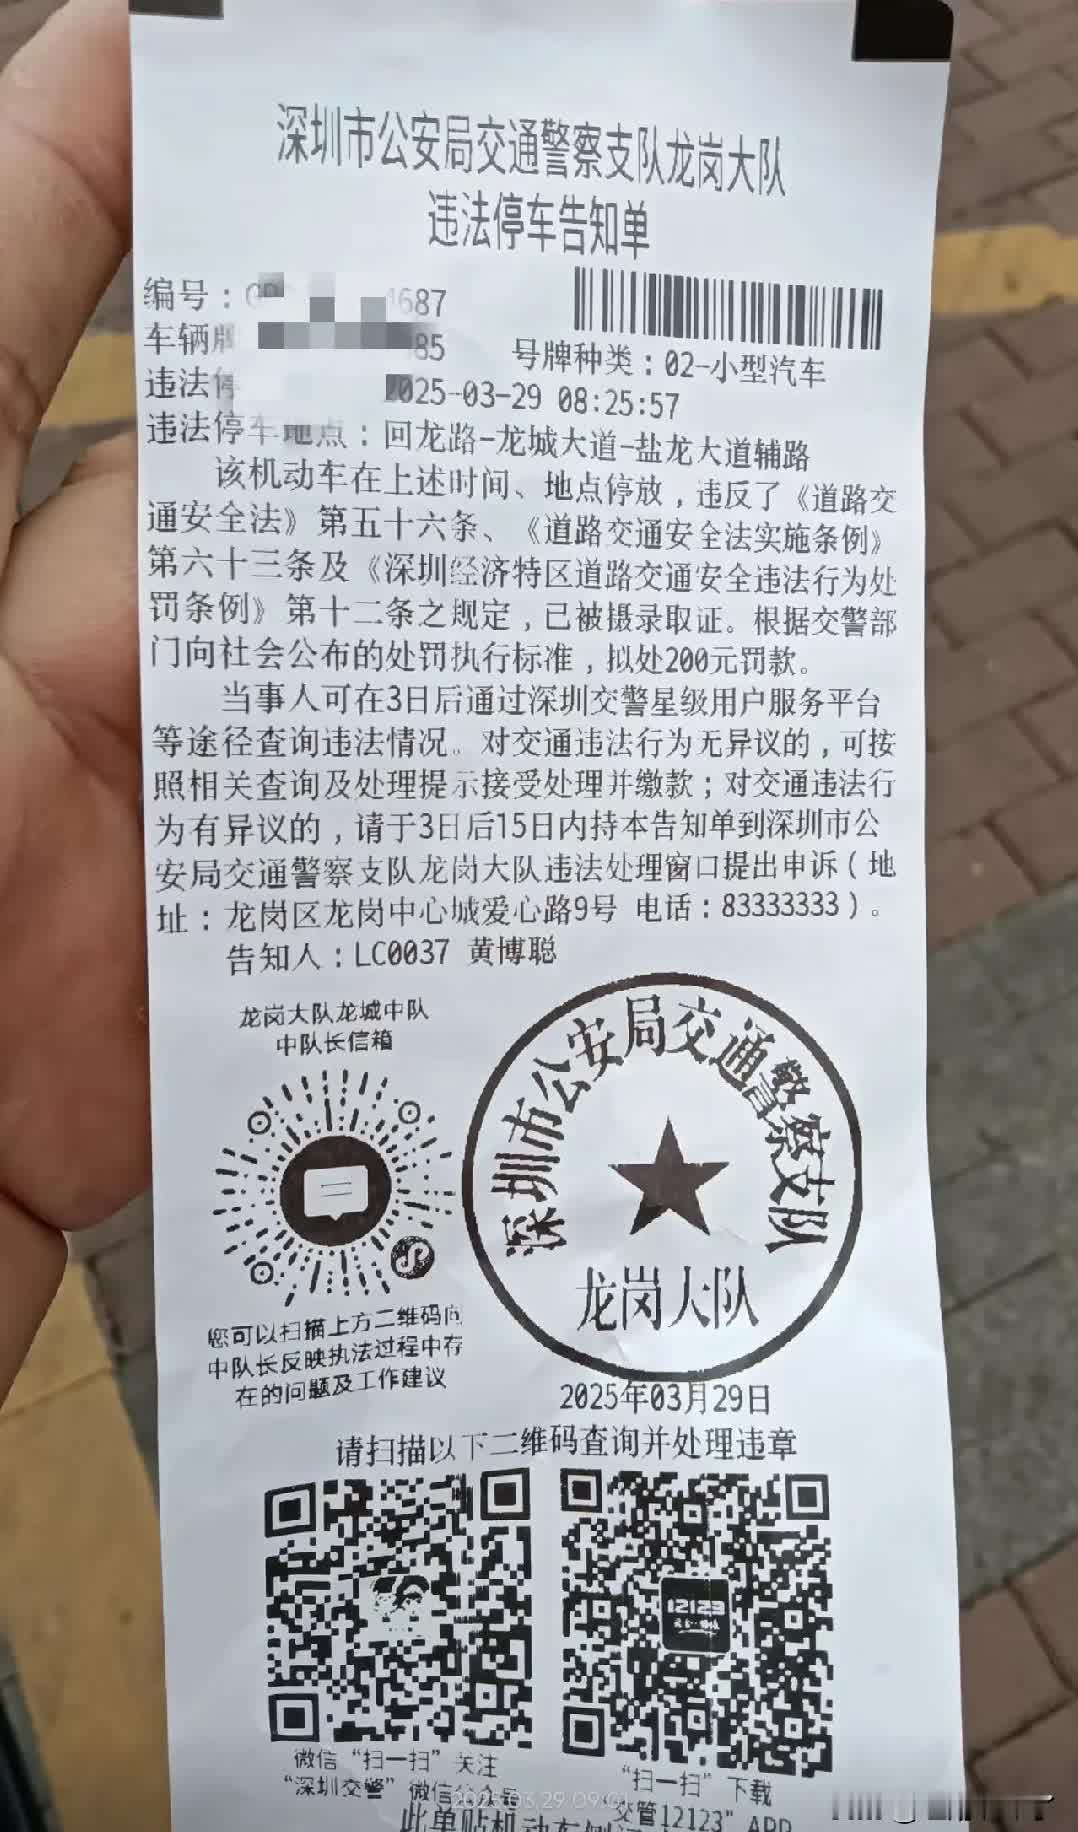 深圳市公安局交通警察支队龙岗大队
违法停车告知单
编号：687
车辆 85 号牌种类：02-小型汽车
违法停 2025-03-29 08:25:57
违法停车地点：回龙路-龙城大道-盐龙大道辅路
该机动车在上述时间、地点停放，违反了《道路交
通安全法》第五十六条、《道路交通安全法实施条例》
第六十三条及《深圳经济特区道路交通安全违法行为处
罚条例》第十二条之规定，已被摄录取证。根据交警部
门向社会公布的处罚执行标准，拟处200元罚款。
当事人可在3日后通过深圳交警星级用户服务平台
等途径查询违法情况。对交通违法行为无异议的，可按
照相关查询及处理提示接受处理并缴款；对交通违法行
为有异议的，请于3日后15日内持本告知单到深圳市公
安局交通警察支队龙岗大队违法处理窗口提出申诉（地
址：龙岗区龙岗中心城爱心路9号 电话：83333333）。
告知人：LC0037 黄博聪
龙岗大队龙城中队
中队长信箱
深圳市公安局交通警察支队
龙岗大队
您可以扫描上方二维码向
中队长反映执法过程中存
在的问题及工作建议
2025年03月29日
请扫描以下二维码查询并处理违章
12123
微信“扫一扫”关注
“深圳交警”微信公众号
“扫一扫”下载
“交管12123”APP
2025.03.29 09:01
此单贴机动车侧